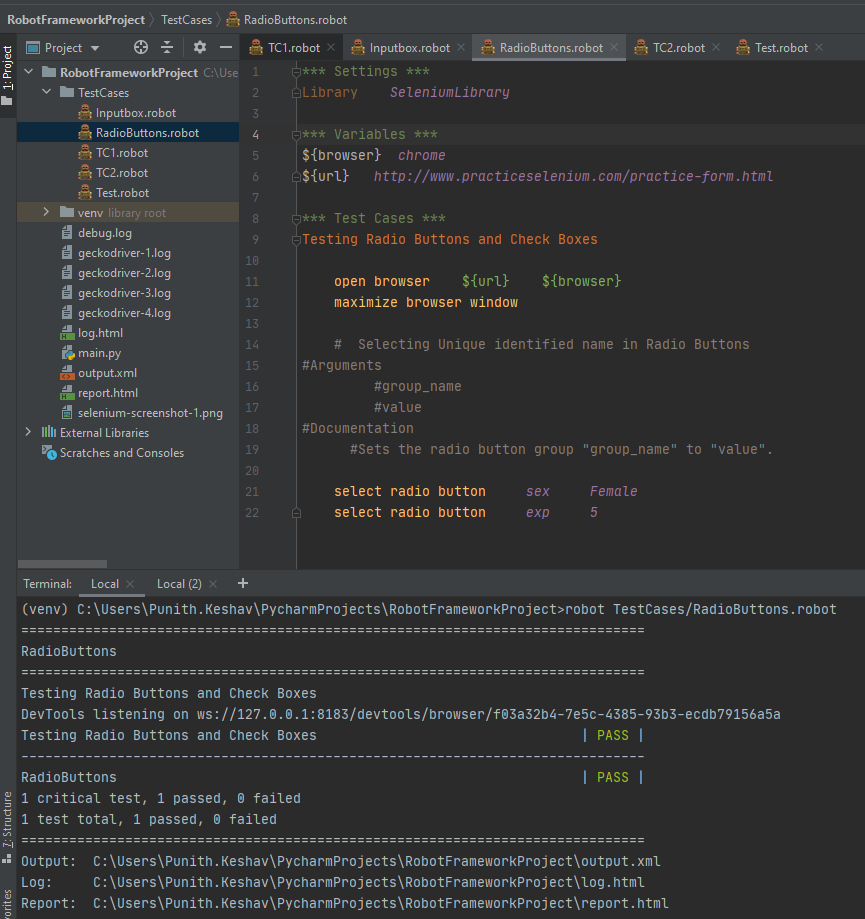 RobotFrameworkProject TestCases RadioButtons.robot
Project
TC1.robot Inputbox.robot RadioButtons.robot TC2.robot Test.robot
1: Project
RobotFrameworkProject C:\Use
TestCases
Inputbox.robot
RadioButtons.robot
TC1.robot
TC2.robot
Test.robot
venv library root
debug.log
geckodriver-1.log
geckodriver-2.log
geckodriver-3.log
geckodriver-4.log
log.html
main.py
output.xml
report.html
selenium-screenshot-1.png
External Libraries
Scratches and Consoles
1 *** Settings ***
2 Library SeleniumLibrary
3
4 *** Variables ***
5 ${browser} chrome
6 ${url} http://www.practiceselenium.com/practice-form.html
7
8 *** Test Cases ***
9 Testing Radio Buttons and Check Boxes
10
11 open browser ${url} ${browser}
12 maximize browser window
13
14 # Selecting Unique identified name in Radio Buttons
15 #Arguments
16 #group_name
17 #value
18 #Documentation
19 #Sets the radio button group "group_name" to "value".
20
21 select radio button sex Female
22 select radio button exp 5
Terminal: Local Local (2) +
(venv) C:\Users\Punith.Keshav\PycharmProjects\RobotFrameworkProject>robot TestCases/RadioButtons.robot
==============================================================================
RadioButtons
==============================================================================
Testing Radio Buttons and Check Boxes
DevTools listening on ws://127.0.0.1:8183/devtools/browser/f03a32b4-7e5c-4385-93b3-ecdb79156a5a
Testing Radio Buttons and Check Boxes | PASS |
------------------------------------------------------------------------------
RadioButtons | PASS |
1 critical test, 1 passed, 0 failed
1 test total, 1 passed, 0 failed
==============================================================================
Output: C:\Users\Punith.Keshav\PycharmProjects\RobotFrameworkProject\output.xml
Log: C:\Users\Punith.Keshav\PycharmProjects\RobotFrameworkProject\log.html
Report: C:\Users\Punith.Keshav\PycharmProjects\RobotFrameworkProject\report.html
7: Structure
vorites